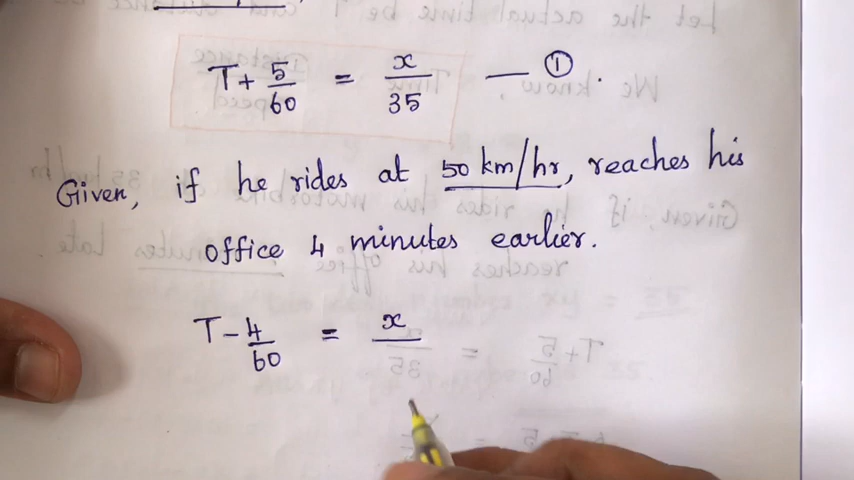 T + 5/60 = x/35 — ①.
Given, if he rides at 50 km/hr, reaches his
office 4 minutes earlier.
T - 4/60 = x/